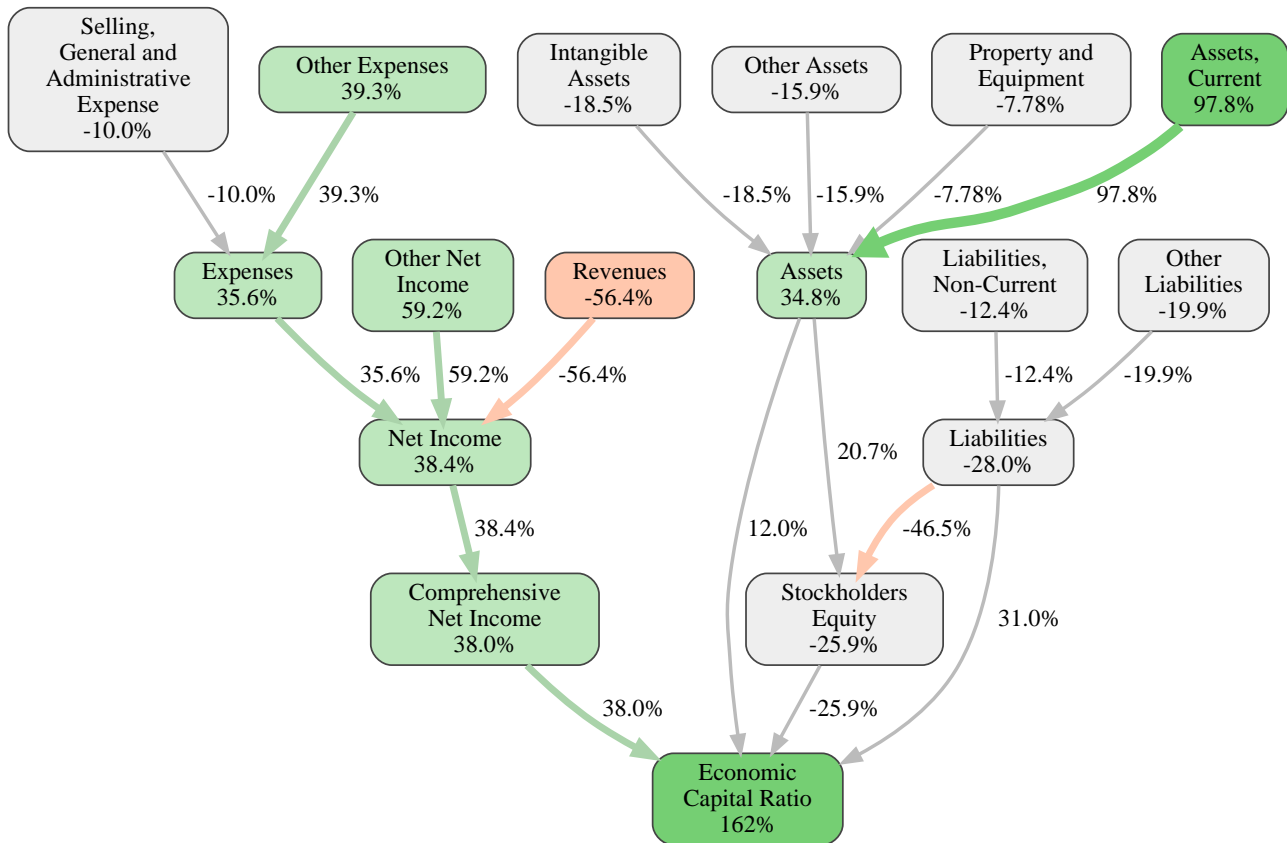 Selling,
General and
Administrative
Expense
-10.0%
Other Expenses
39.3%
Intangible
Assets
-18.5%
Other Assets
-15.9%
Property and
Equipment
-7.78%
Assets,
Current
97.8%
-10.0%
39.3%
-18.5%
-15.9%
-7.78%
97.8%
Expenses
35.6%
Other Net
Income
59.2%
Revenues
-56.4%
Assets
34.8%
Liabilities,
Non-Current
-12.4%
Other
Liabilities
-19.9%
35.6%
59.2%
-56.4%
-12.4%
-19.9%
Net Income
38.4%
20.7%
Liabilities
-28.0%
38.4%
12.0%
-46.5%
Comprehensive
Net Income
38.0%
Stockholders
Equity
-25.9%
31.0%
38.0%
-25.9%
Economic
Capital Ratio
162%